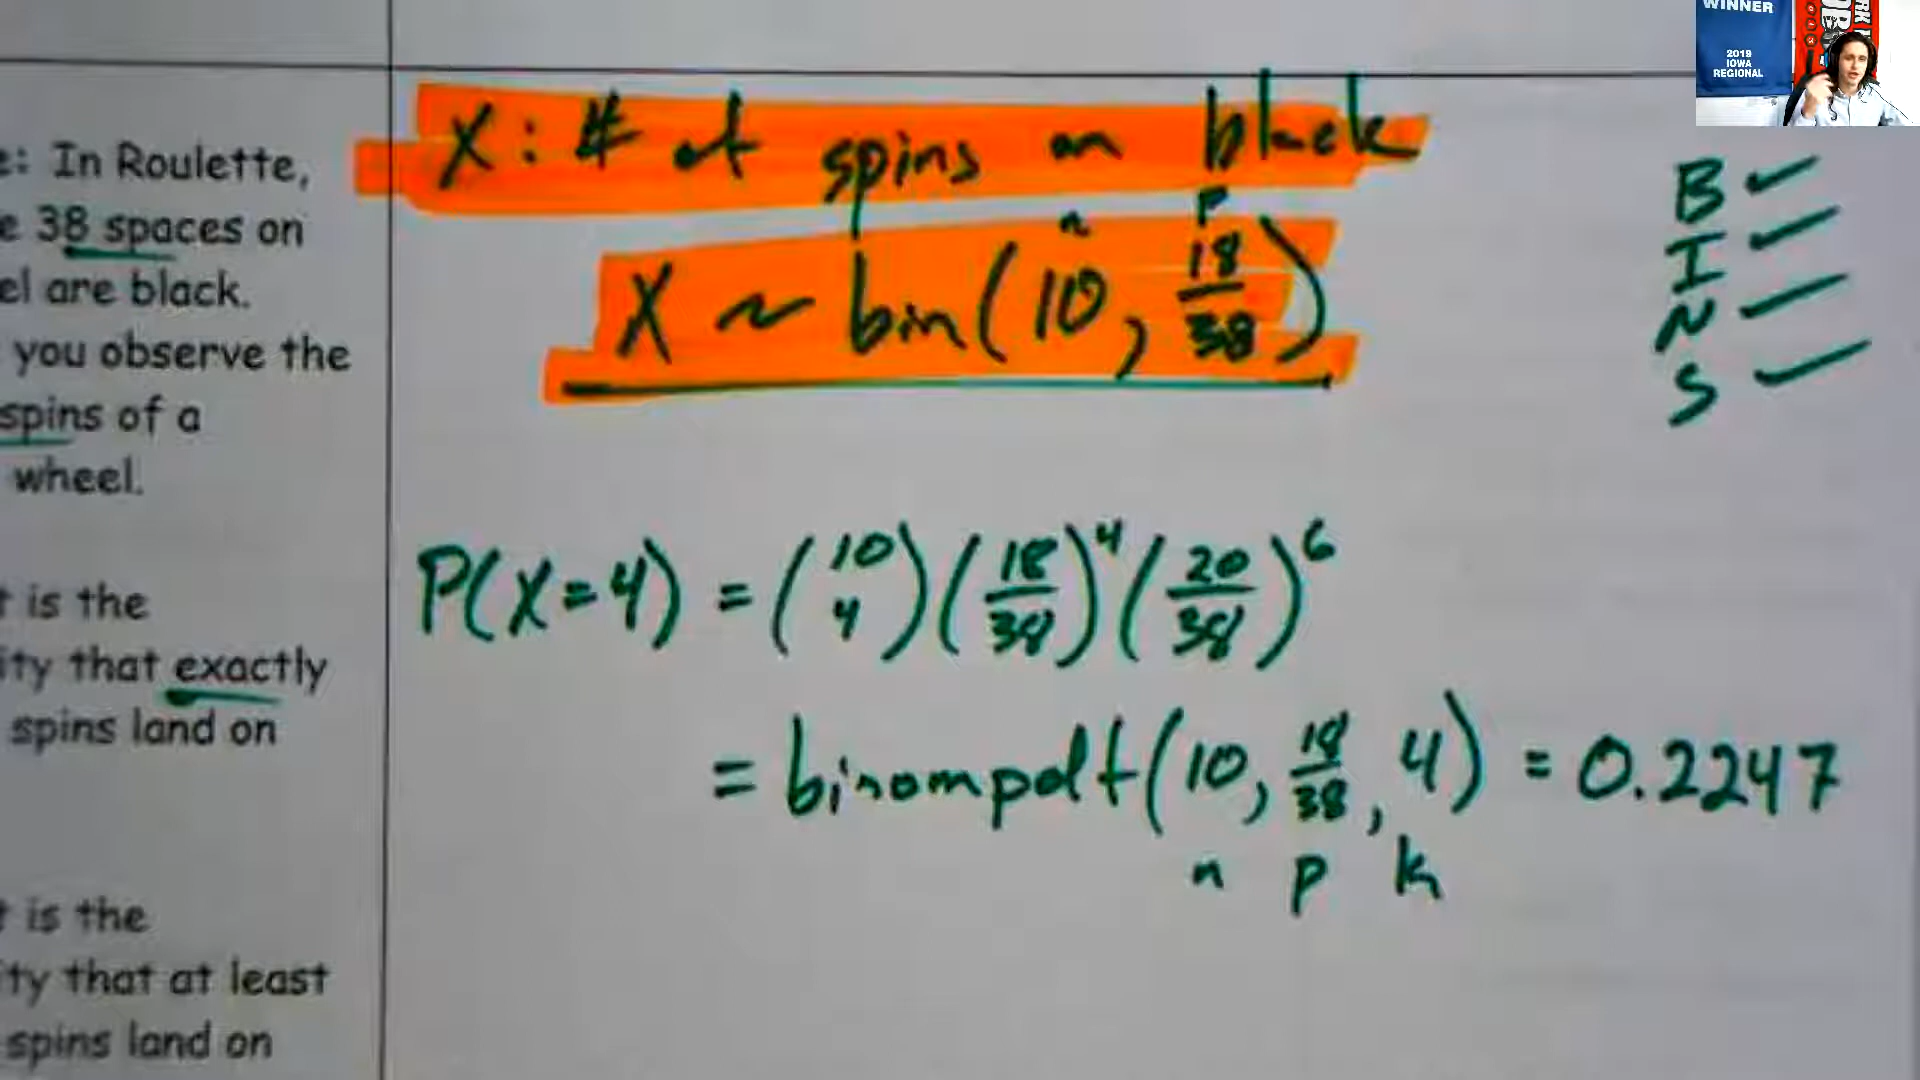 WINNER
2019
IOWA
REGIONAL
e: In Roulette,
e 38 spaces on
el are black.
you observe the
spins of a
wheel.
t is the
ity that exactly
spins land on
t is the
ity that at least
spins land on
X: # of spins on black
n p
X ~ bin(10, 18/38)
B ✓
I ✓
N ✓
S ✓
P(X=4) = (10 4)(18/38)^4(20/38)^6
= binompdf(10, 18/38, 4) = 0.2247
n p k